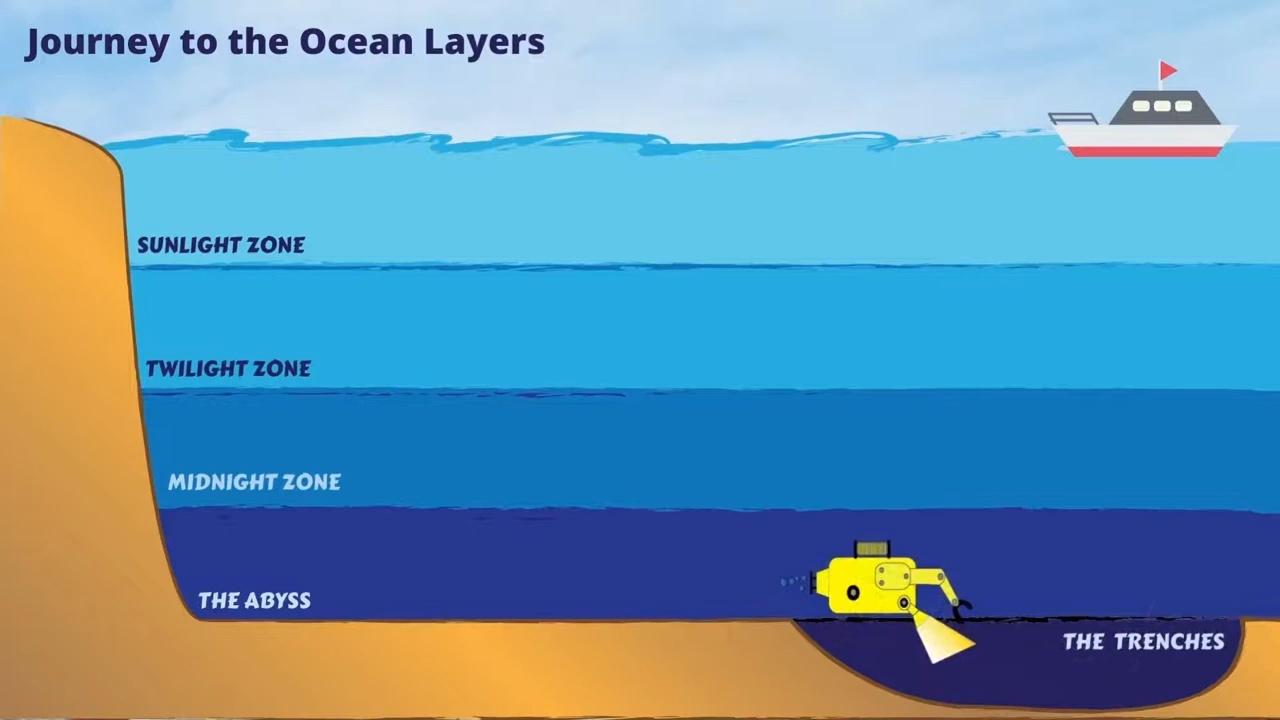 Journey to the Ocean Layers
SUNLIGHT ZONE
TWILIGHT ZONE
MIDNIGHT ZONE
THE ABYSS
THE TRENCHES